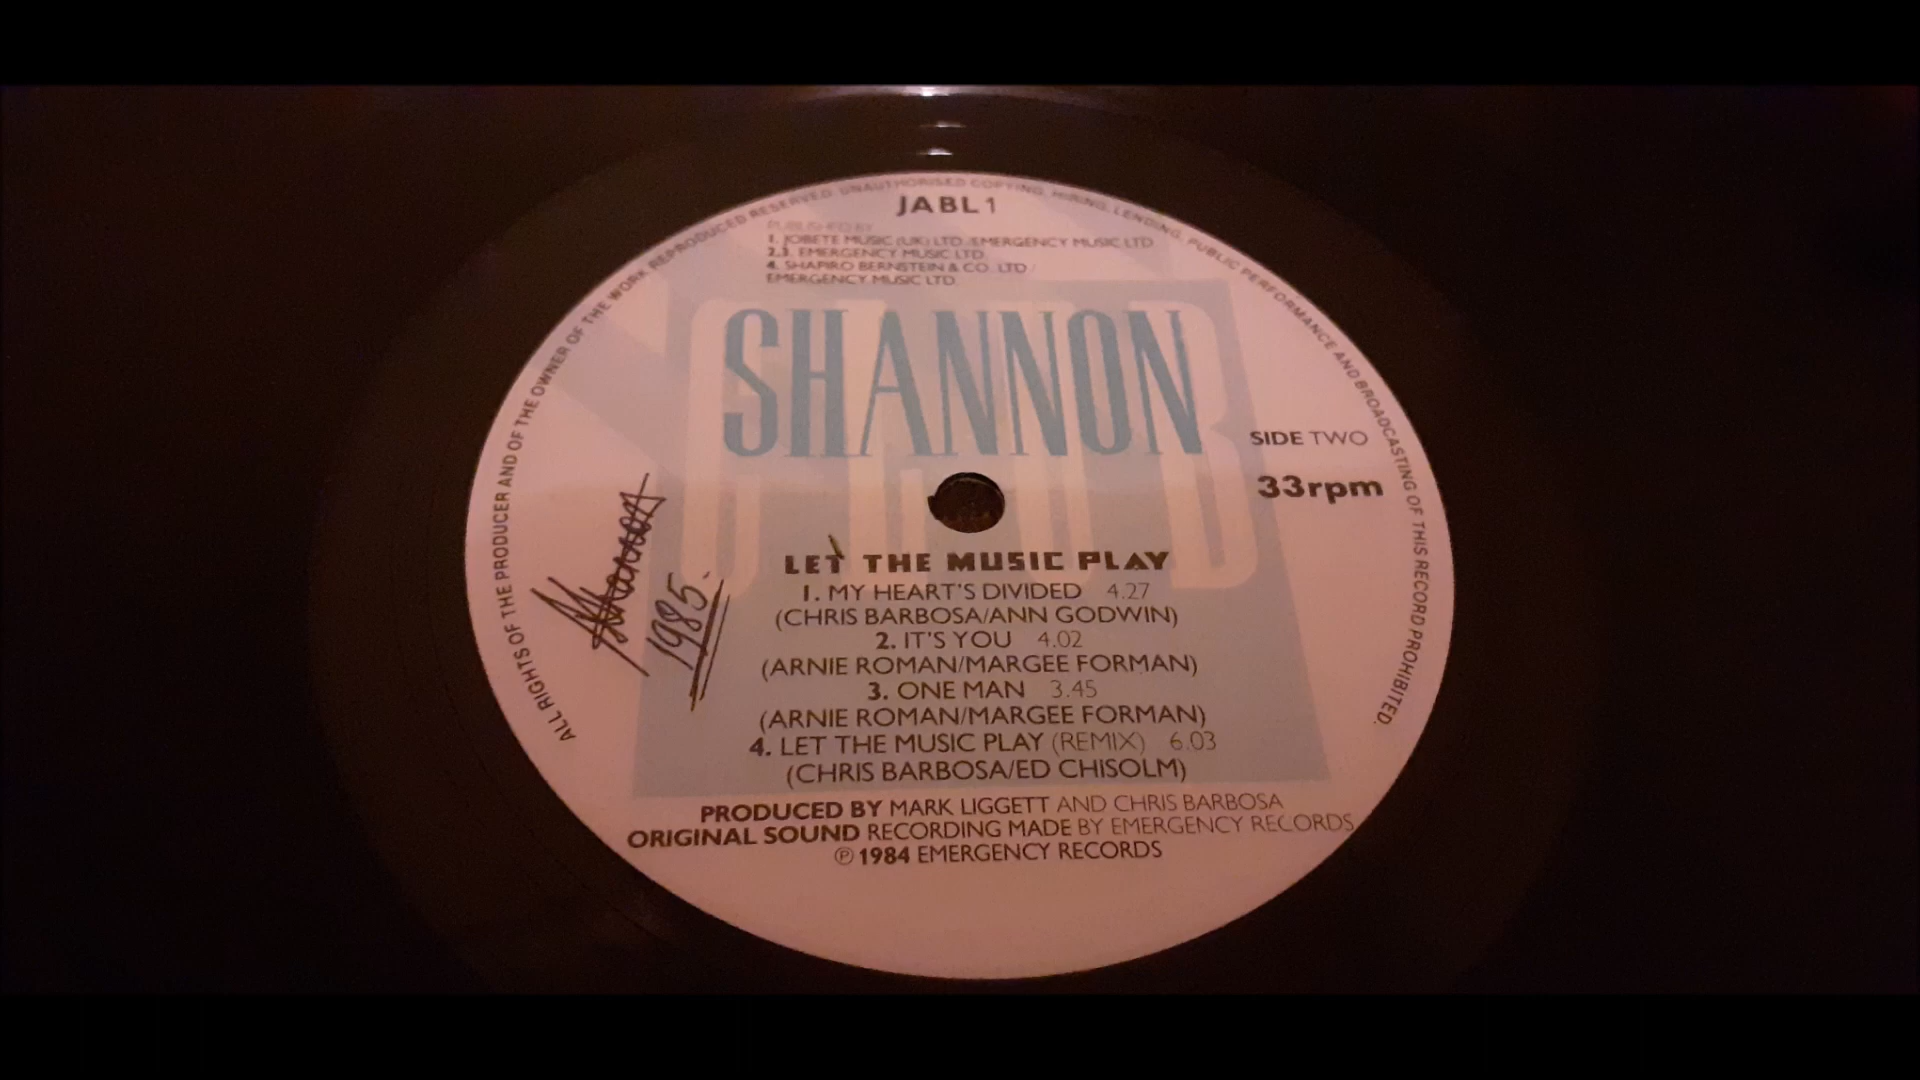 ALL RIGHTS OF THE PRODUCER AND OF THE OWNER OF THE WORK REPRODUCED RESERVED. UNAUTHORISED COPYING, HIRING, LENDING, PUBLIC PERFORMANCE AND BROADCASTING OF THIS RECORD PROHIBITED.
JABL 1
PUBLISHED BY
1. JOBETE MUSIC (UK) LTD./EMERGENCY MUSIC LTD
2,3. EMERGENCY MUSIC LTD.
4. SHAPIRO BERNSTEIN & CO. LTD /
EMERGENCY MUSIC LTD.
CLUB
SHANNON
SIDE TWO
33rpm
1985.
LET THE MUSIC PLAY
1. MY HEART'S DIVIDED 4.27
(CHRIS BARBOSA/ANN GODWIN)
2. IT'S YOU 4.02
(ARNIE ROMAN/MARGEE FORMAN)
3. ONE MAN 3.45
(ARNIE ROMAN/MARGEE FORMAN)
4. LET THE MUSIC PLAY (REMIX) 6.03
(CHRIS BARBOSA/ED CHISOLM)
PRODUCED BY MARK LIGGETT AND CHRIS BARBOSA
ORIGINAL SOUND RECORDING MADE BY EMERGENCY RECORDS
℗ 1984 EMERGENCY RECORDS